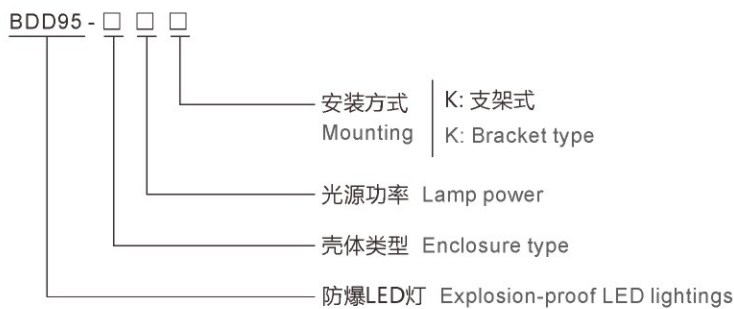 BDD95-□ □ □
安装方式
Mounting
K: 支架式
K: Bracket type
光源功率 Lamp power
壳体类型 Enclosure type
防爆LED灯 Explosion-proof LED lightings